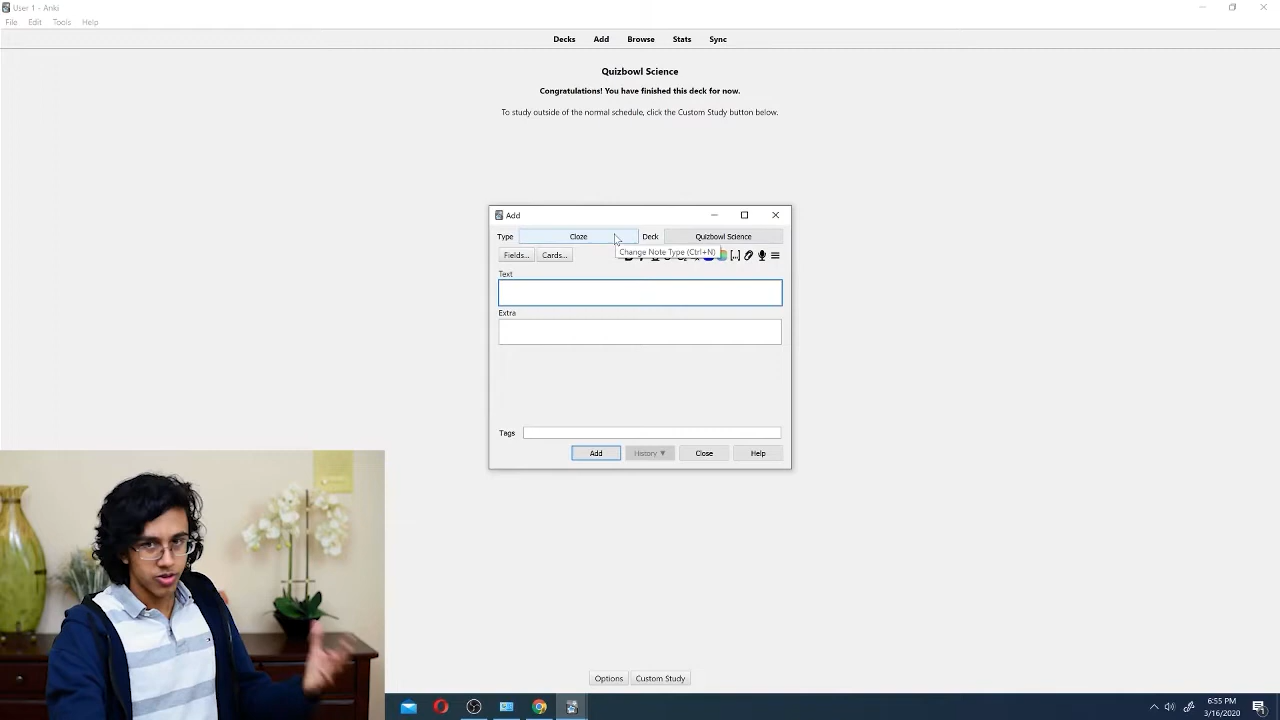 User 1 - Anki
File Edit Tools Help
Decks Add Browse Stats Sync
Quizbowl Science
Congratulations! You have finished this deck for now.
To study outside of the normal schedule, click the Custom Study button below.
Add
Type Cloze Deck Quizbowl Science
Fields... Cards... Change Note Type (Ctrl+N) [...]
Text
Extra
Tags
Add History ▼ Close Help
Options Custom Study
6:55 PM
3/16/2020